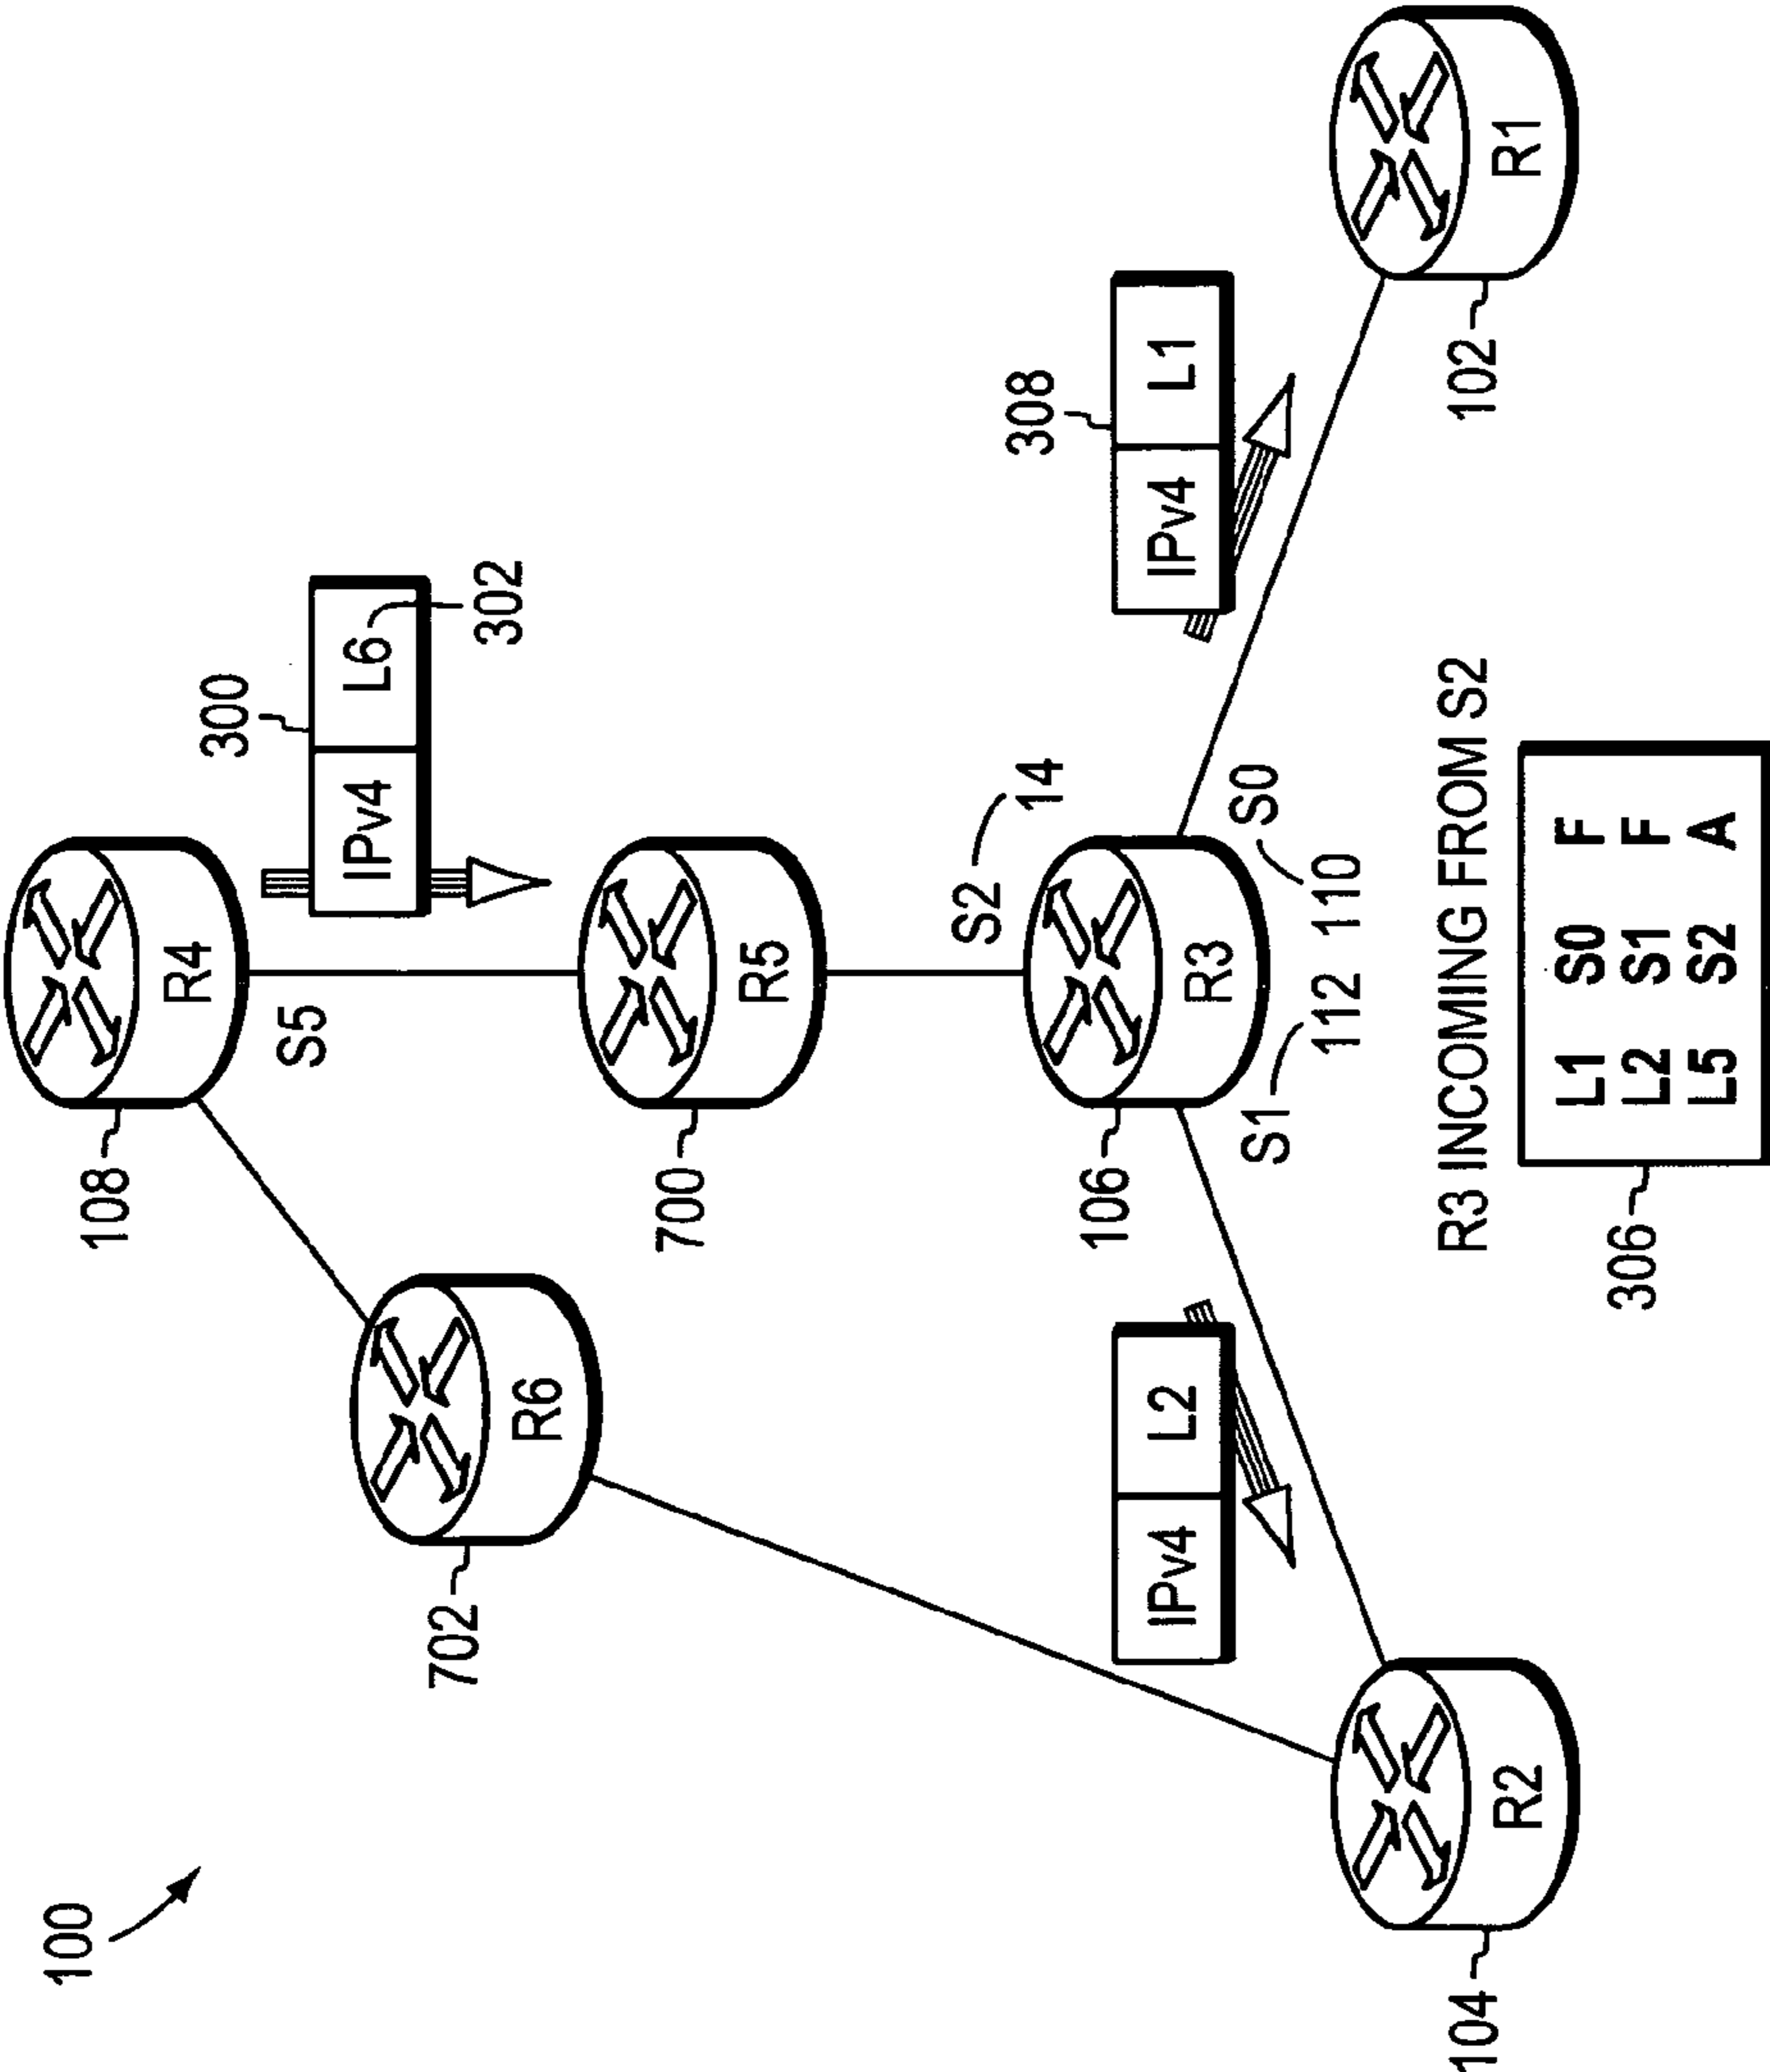 100
108
R4
S5
300
IPv4 L6
302
702
R6
700
R5
S2
14
106
R3
S1
112
110
S0
IPv4 L2
308
IPv4 L1
104
R2
102
R1
R3 INCOMING FROM S2
306
L1 S0 F
L2 S1 F
L5 S2 A